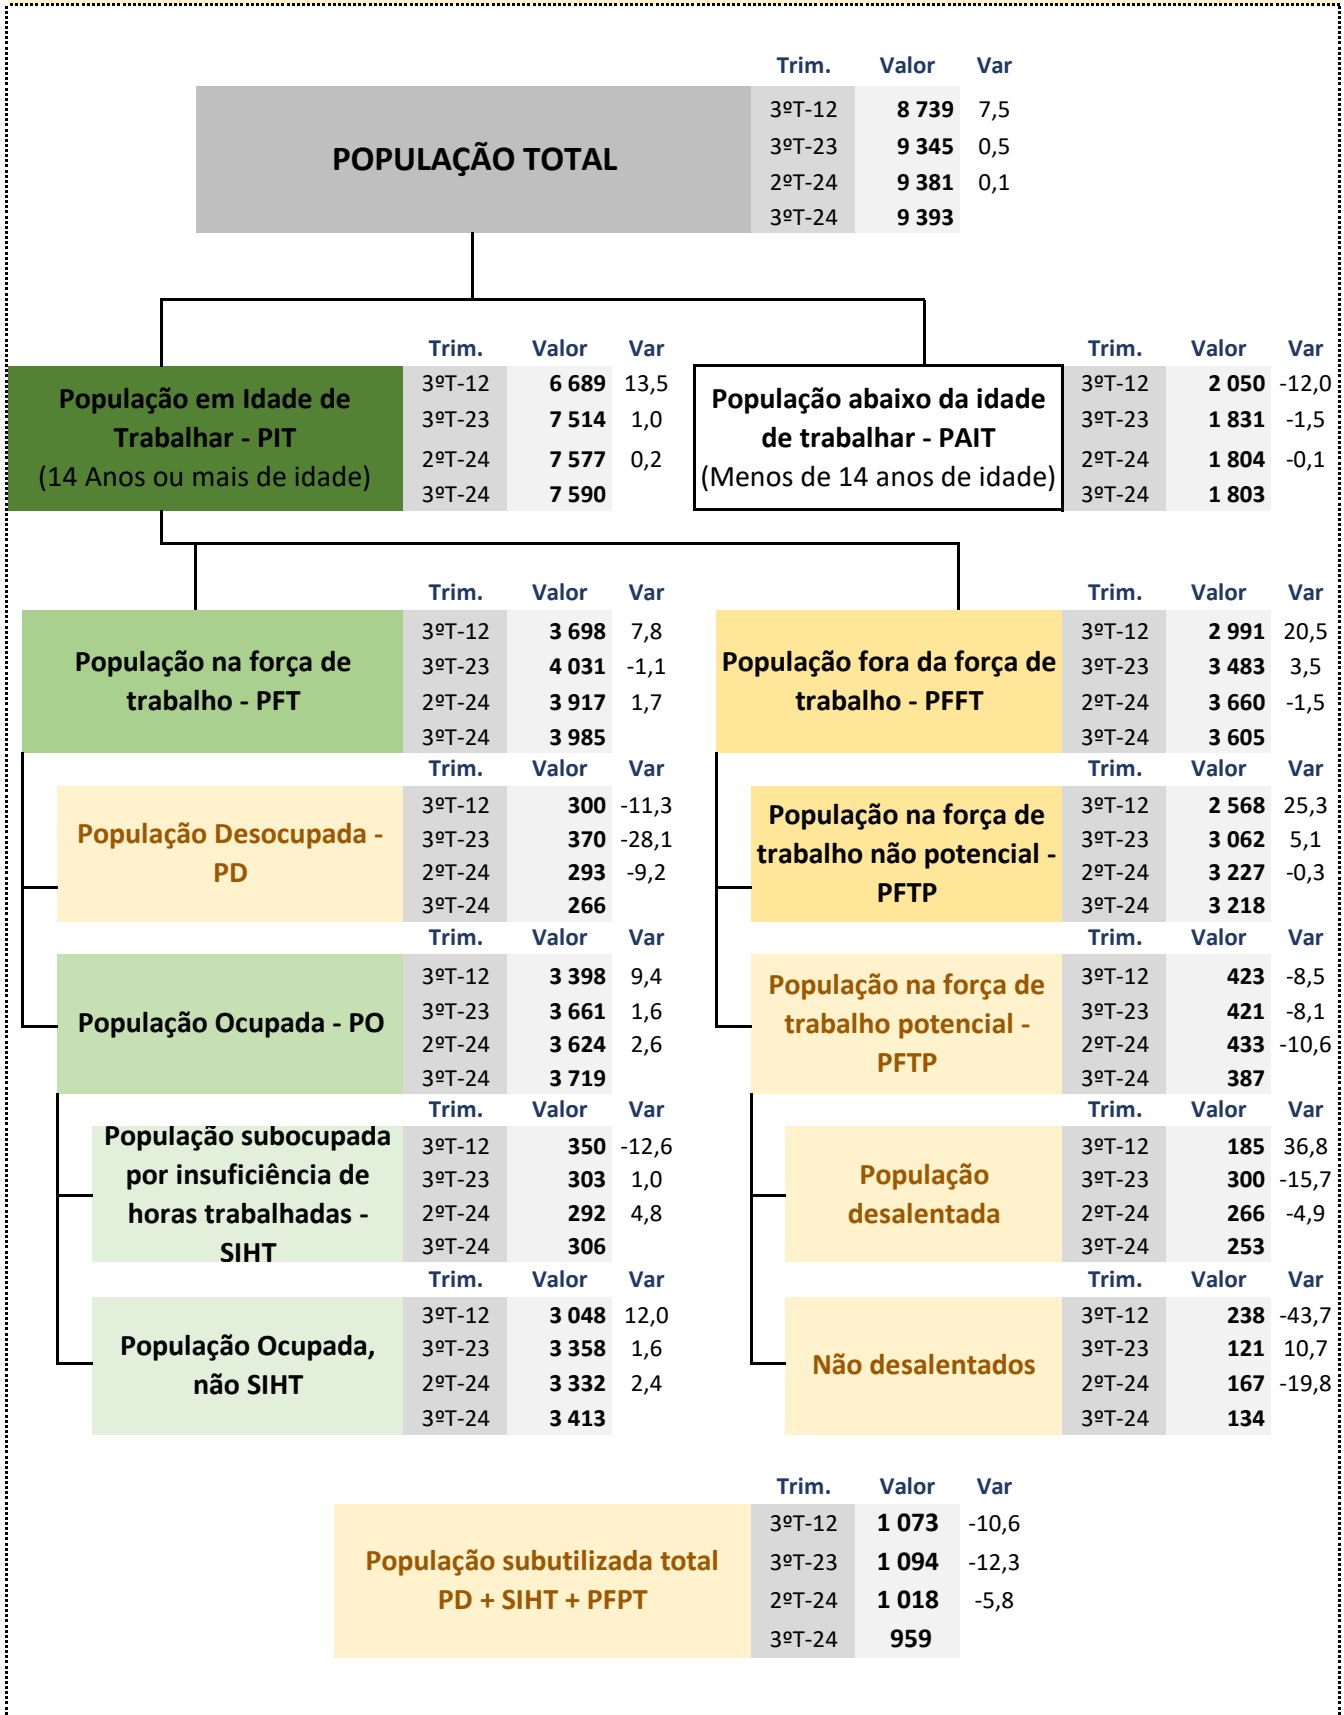 Trim. Valor Var
POPULAÇÃO TOTAL
3ºT-12 8 739 7,5
3ºT-23 9 345 0,5
2ºT-24 9 381 0,1
3ºT-24 9 393
Trim. Valor Var
População em Idade de
Trabalhar - PIT
(14 Anos ou mais de idade)
3ºT-12 6 689 13,5
3ºT-23 7 514 1,0
2ºT-24 7 577 0,2
3ºT-24 7 590
Trim. Valor Var
População abaixo da idade
de trabalhar - PAIT
(Menos de 14 anos de idade)
3ºT-12 2 050 -12,0
3ºT-23 1 831 -1,5
2ºT-24 1 804 -0,1
3ºT-24 1 803
Trim. Valor Var
População na força de
trabalho - PFT
3ºT-12 3 698 7,8
3ºT-23 4 031 -1,1
2ºT-24 3 917 1,7
3ºT-24 3 985
Trim. Valor Var
População fora da força de
trabalho - PFFT
3ºT-12 2 991 20,5
3ºT-23 3 483 3,5
2ºT-24 3 660 -1,5
3ºT-24 3 605
Trim. Valor Var
População Desocupada -
PD
3ºT-12 300 -11,3
3ºT-23 370 -28,1
2ºT-24 293 -9,2
3ºT-24 266
Trim. Valor Var
População na força de
trabalho não potencial -
PFTP
3ºT-12 2 568 25,3
3ºT-23 3 062 5,1
2ºT-24 3 227 -0,3
3ºT-24 3 218
Trim. Valor Var
População Ocupada - PO
3ºT-12 3 398 9,4
3ºT-23 3 661 1,6
2ºT-24 3 624 2,6
3ºT-24 3 719
Trim. Valor Var
População na força de
trabalho potencial -
PFTP
3ºT-12 423 -8,5
3ºT-23 421 -8,1
2ºT-24 433 -10,6
3ºT-24 387
Trim. Valor Var
População subocupada
por insuficiência de
horas trabalhadas -
SIHT
3ºT-12 350 -12,6
3ºT-23 303 1,0
2ºT-24 292 4,8
3ºT-24 306
Trim. Valor Var
População
desalentada
3ºT-12 185 36,8
3ºT-23 300 -15,7
2ºT-24 266 -4,9
3ºT-24 253
Trim. Valor Var
População Ocupada,
não SIHT
3ºT-12 3 048 12,0
3ºT-23 3 358 1,6
2ºT-24 3 332 2,4
3ºT-24 3 413
Trim. Valor Var
Não desalentados
3ºT-12 238 -43,7
3ºT-23 121 10,7
2ºT-24 167 -19,8
3ºT-24 134
Trim. Valor Var
População subutilizada total
PD + SIHT + PFPT
3ºT-12 1 073 -10,6
3ºT-23 1 094 -12,3
2ºT-24 1 018 -5,8
3ºT-24 959